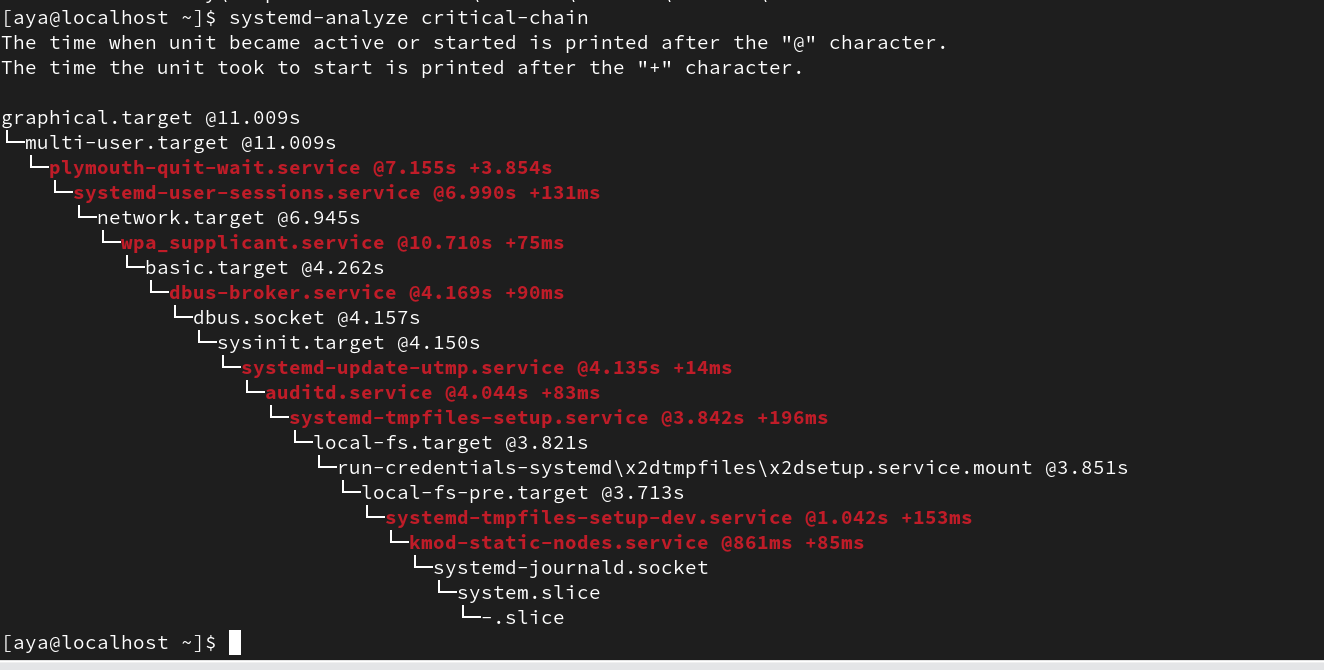 [aya@localhost ~]$ systemd-analyze critical-chain
The time when unit became active or started is printed after the "@" character.
The time the unit took to start is printed after the "+" character.

graphical.target @11.009s
└─multi-user.target @11.009s
  └─plymouth-quit-wait.service @7.155s +3.854s
    └─systemd-user-sessions.service @6.990s +131ms
      └─network.target @6.945s
        └─wpa_supplicant.service @10.710s +75ms
          └─basic.target @4.262s
            └─dbus-broker.service @4.169s +90ms
              └─dbus.socket @4.157s
                └─sysinit.target @4.150s
                  └─systemd-update-utmp.service @4.135s +14ms
                    └─auditd.service @4.044s +83ms
                      └─systemd-tmpfiles-setup.service @3.842s +196ms
                        └─local-fs.target @3.821s
                          └─run-credentials-systemd\x2dtmpfiles\x2dsetup.service.mount @3.851s
                            └─local-fs-pre.target @3.713s
                              └─systemd-tmpfiles-setup-dev.service @1.042s +153ms
                                └─kmod-static-nodes.service @861ms +85ms
                                  └─systemd-journald.socket
                                    └─system.slice
                                      └─-.slice
[aya@localhost ~]$